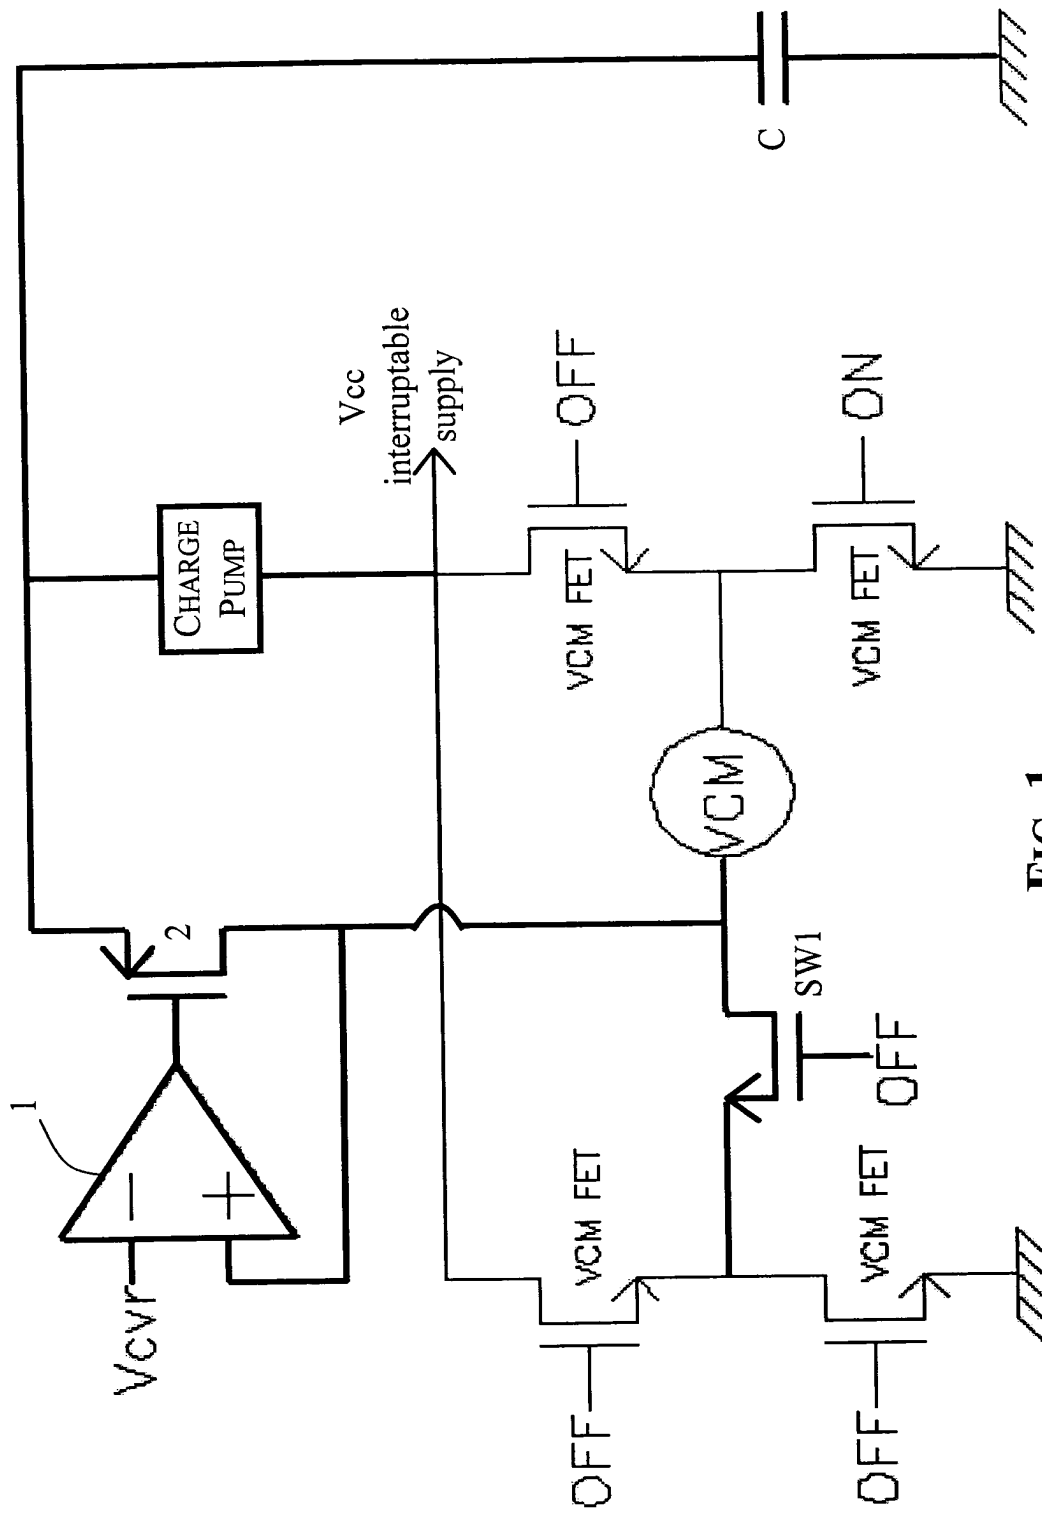 1
Vcvr
−
+
2
CHARGE
PUMP
Vcc
interruptable
supply
OFF
VCM FET
VCM FET
OFF
VCM
SW1
OFF
OFF
VCM FET
VCM FET
ON
C
FIG. 1